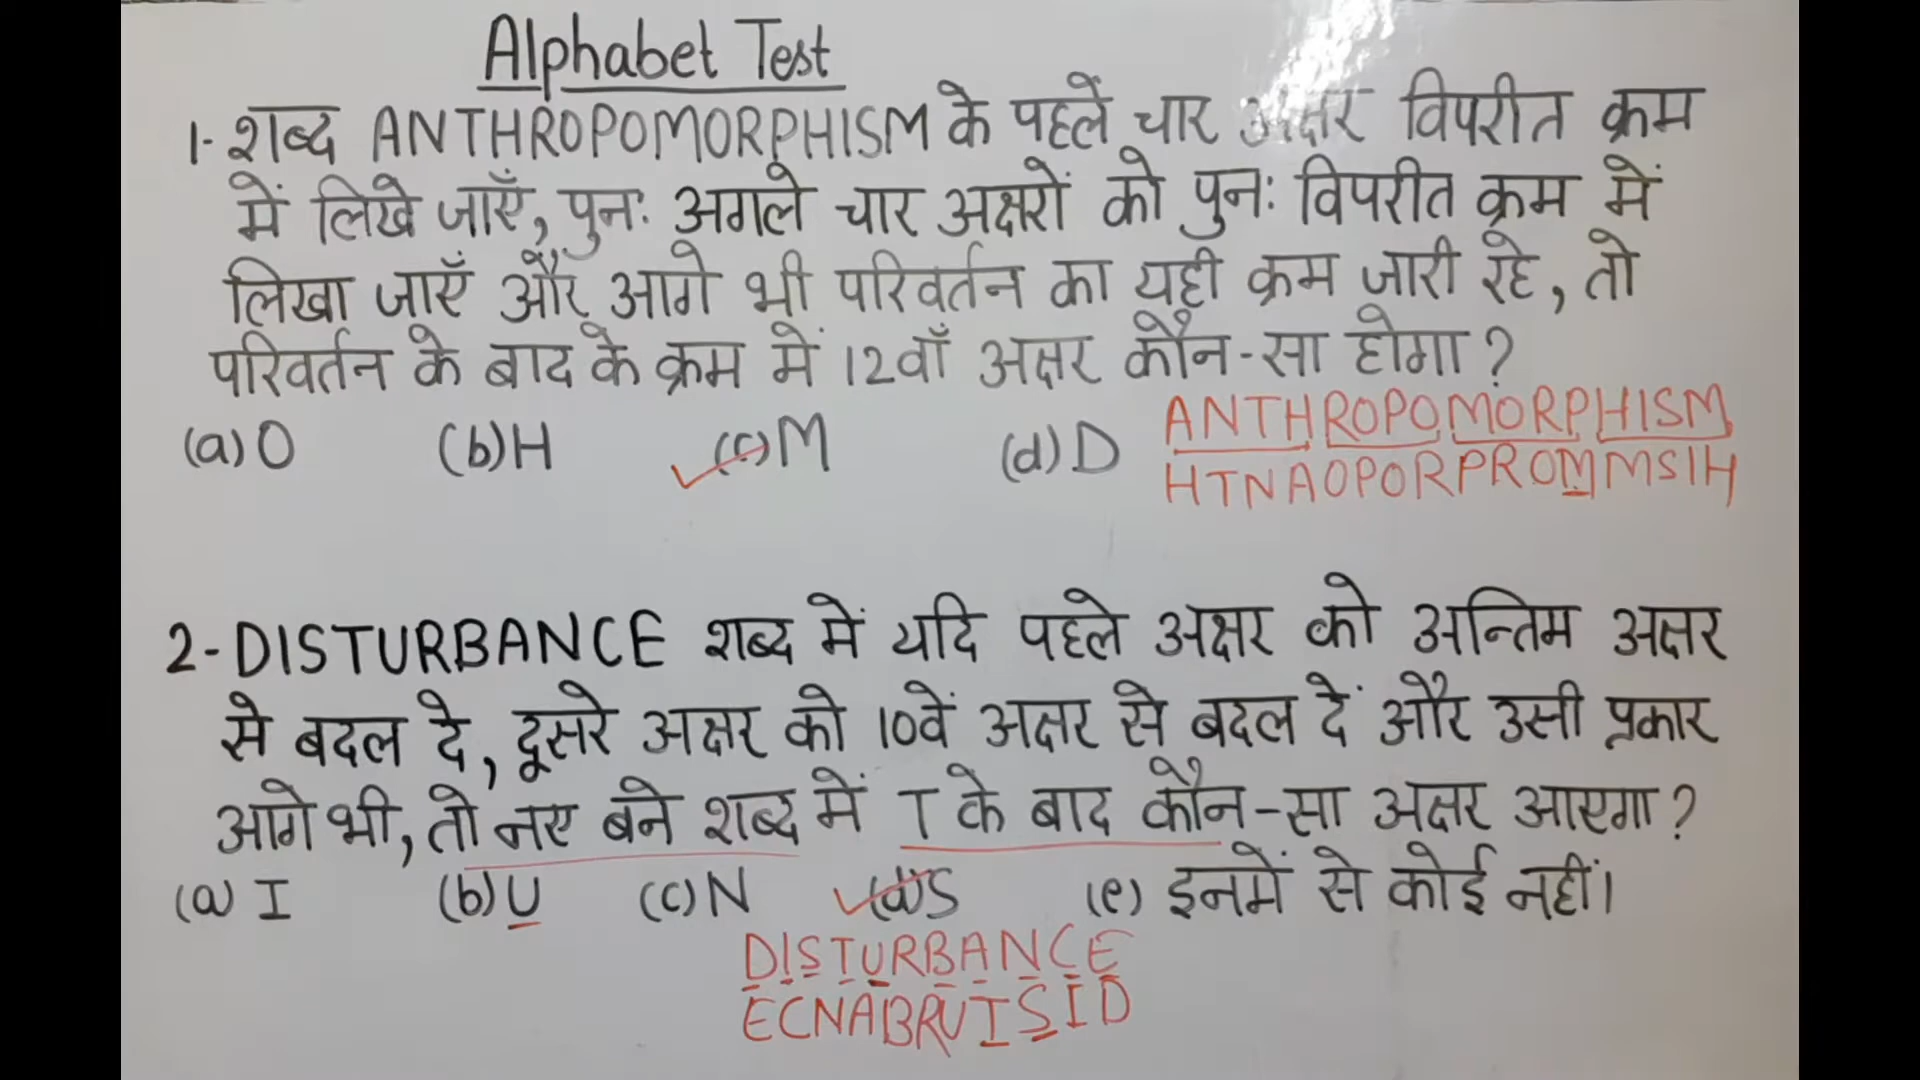 Alphabet Test
1- शब्द ANTHROPOMORPHISM के पहले चार अक्षर विपरीत क्रम
में लिखे जाएँ, पुनः अगले चार अक्षरों को पुनः विपरीत क्रम में
लिखा जाएँ और आगे भी परिवर्तन का यही क्रम जारी रहे, तो
परिवर्तन के बाद के क्रम में 12वाँ अक्षर कौन-सा होगा?
(a) O (b) H (c) M (d) D
ANTHROPOMORPHISM
HTNAOPORPROMMSIH
2- DISTURBANCE शब्द में यदि पहले अक्षर को अन्तिम अक्षर
से बदल दे, दूसरे अक्षर को 10वें अक्षर से बदल दें और उसी प्रकार
आगे भी, तो नए बने शब्द में T के बाद कौन-सा अक्षर आएगा?
(a) I (b) U (c) N (d) S (e) इनमें से कोई नहीं।
DISTURBANCE
ECNABRUTSID